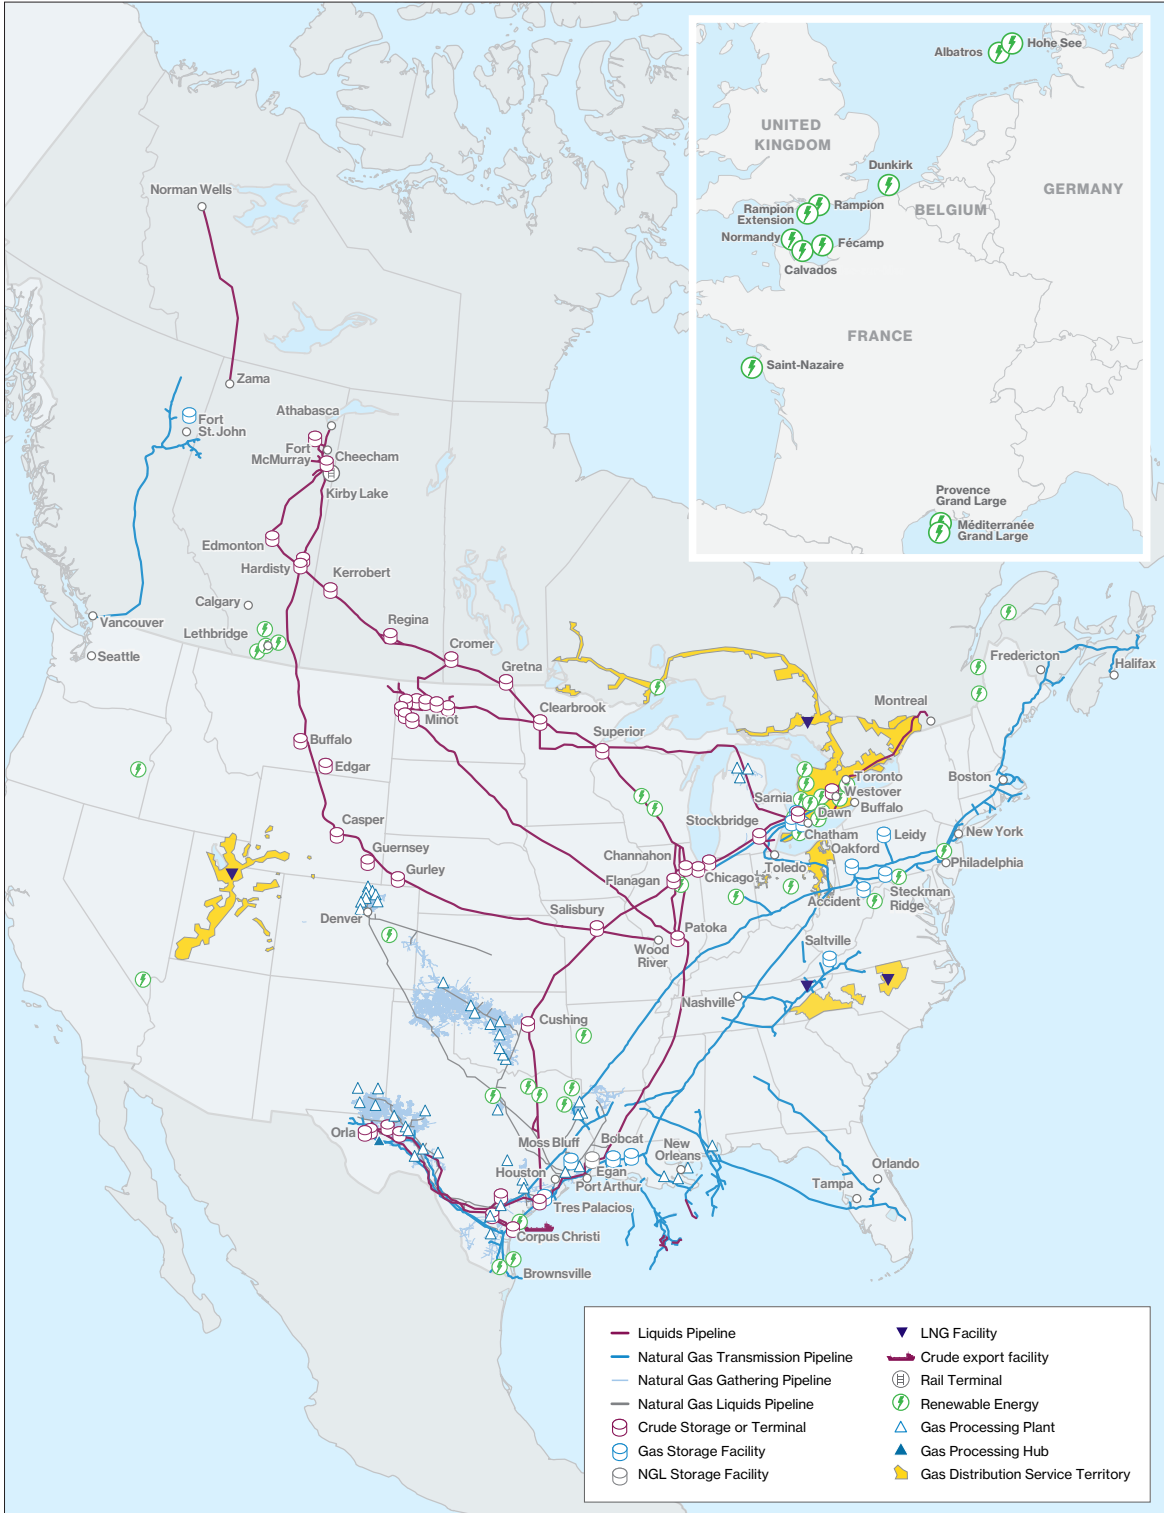 Albatros
Hohe See
UNITED
KINGDOM
Dunkirk
GERMANY
Rampion
Extension
Rampion
BELGIUM
Normandy
Fécamp
Calvados
FRANCE
Saint-Nazaire
Provence
Grand Large
Méditerranée
Grand Large
Norman Wells
Zama
Athabasca
Fort
St. John
Fort
McMurray
Cheecham
Kirby Lake
Edmonton
Hardisty
Kerrobert
Calgary
Vancouver
Lethbridge
Regina
Seattle
Cromer
Gretna
Fredericton
Halifax
Montreal
Minot
Clearbrook
Superior
Buffalo
Edgar
Toronto
Boston
Sarnia
Westover
Buffalo
Casper
Stockbridge
Dawn
Chatham
Leidy
New York
Guernsey
Channahon
Oakford
Philadelphia
Gurley
Flanagan
Chicago
Toledo
Denver
Salisbury
Accident
Steckman
Ridge
Patoka
Wood
River
Saltville
Nashville
Cushing
Orla
Moss Bluff
Bobcat
New
Orleans
Houston
Egan
Port Arthur
Orlando
Tampa
Tres Palacios
Corpus Christi
Brownsville
Liquids Pipeline
Natural Gas Transmission Pipeline
Natural Gas Gathering Pipeline
Natural Gas Liquids Pipeline
Crude Storage or Terminal
Gas Storage Facility
NGL Storage Facility
LNG Facility
Crude export facility
Rail Terminal
Renewable Energy
Gas Processing Plant
Gas Processing Hub
Gas Distribution Service Territory